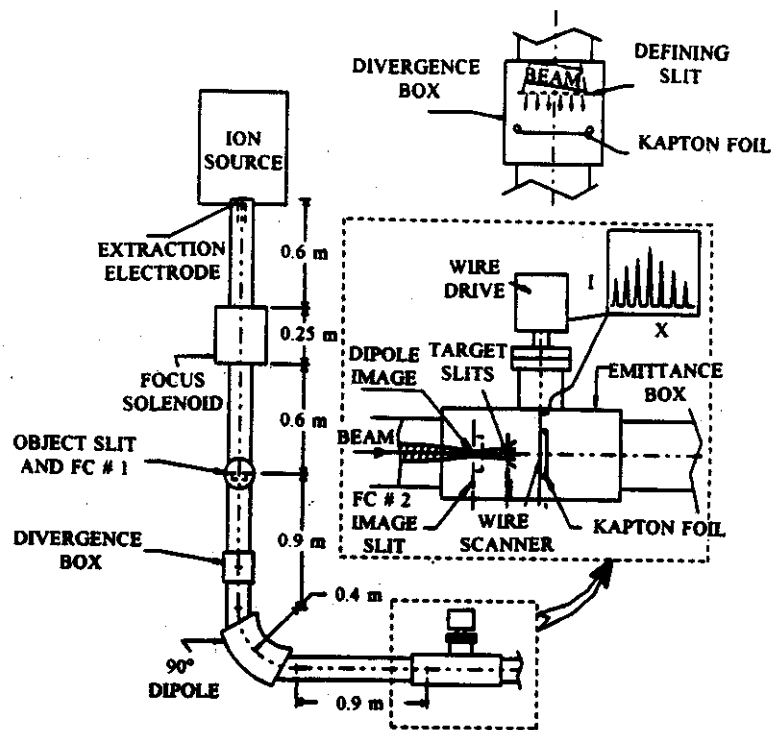 DIVERGENCE
BOX
BEAM
DEFINING
SLIT
KAPTON FOIL
ION
SOURCE
EXTRACTION
ELECTRODE
0.6 m
0.25 m
FOCUS
SOLENOID
0.6 m
OBJECT SLIT
AND FC # 1
DIVERGENCE
BOX
0.9 m
0.4 m
90°
DIPOLE
0.9 m
WIRE
DRIVE
I
X
DIPOLE
IMAGE
TARGET
SLITS
EMITTANCE
BOX
BEAM
FC # 2
IMAGE
SLIT
WIRE
SCANNER
KAPTON FOIL